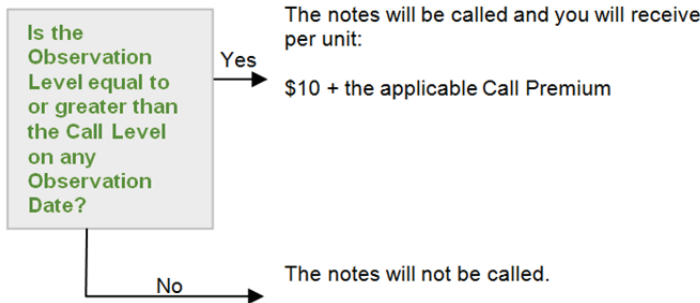 Is the
Observation
Level equal to
or greater than
the Call Level
on any
Observation
Date?
Yes
The notes will be called and you will receive
per unit:
$10 + the applicable Call Premium
No
The notes will not be called.